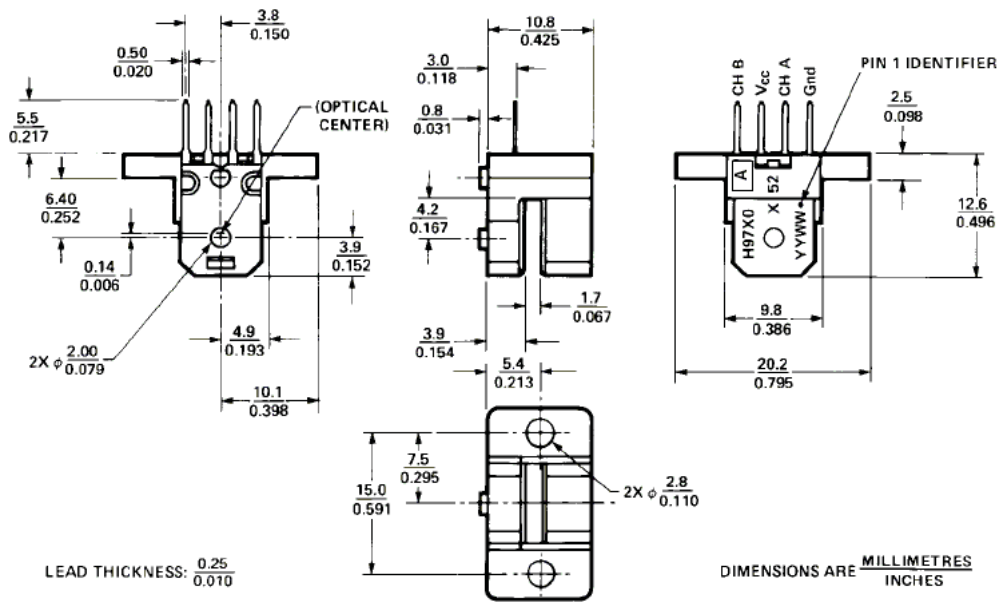 3.8
0.150
0.50
0.020
5.5
0.217
(OPTICAL
CENTER)
6.40
0.252
0.14
0.006
3.9
0.152
4.9
0.193
2X ϕ 2.00
0.079
10.1
0.398
10.8
0.425
3.0
0.118
0.8
0.031
4.2
0.167
1.7
0.067
3.9
0.154
5.4
0.213
CH B
Vcc
CH A
Gnd
PIN 1 IDENTIFIER
2.5
0.098
A
X 52
H97X0
YYWW
12.6
0.496
9.8
0.386
20.2
0.795
7.5
0.295
15.0
0.591
2X ϕ 2.8
0.110
LEAD THICKNESS: 0.25
0.010
DIMENSIONS ARE MILLIMETRES
INCHES